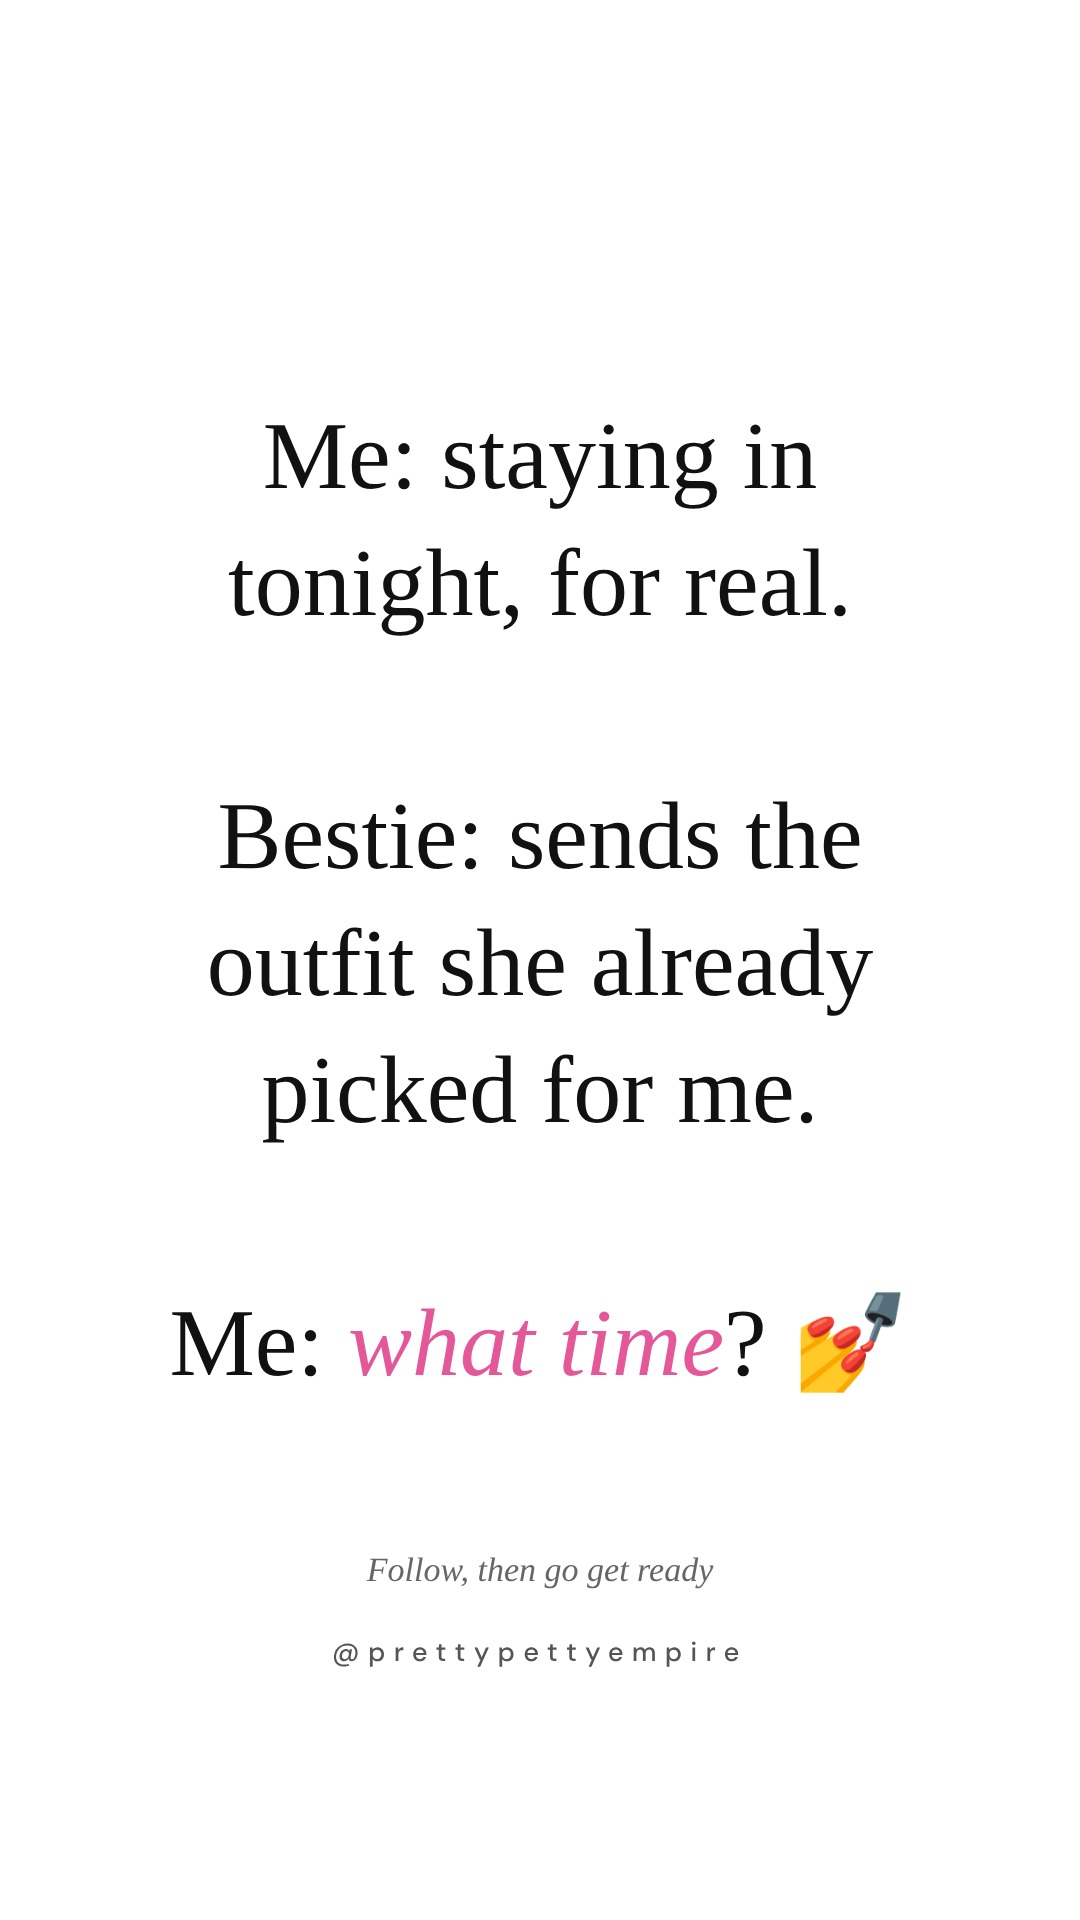 Me: staying in
tonight, for real.
Bestie: sends the
outfit she already
picked for me.
Me: what time? 💅
Follow, then go get ready
@prettypettyempire